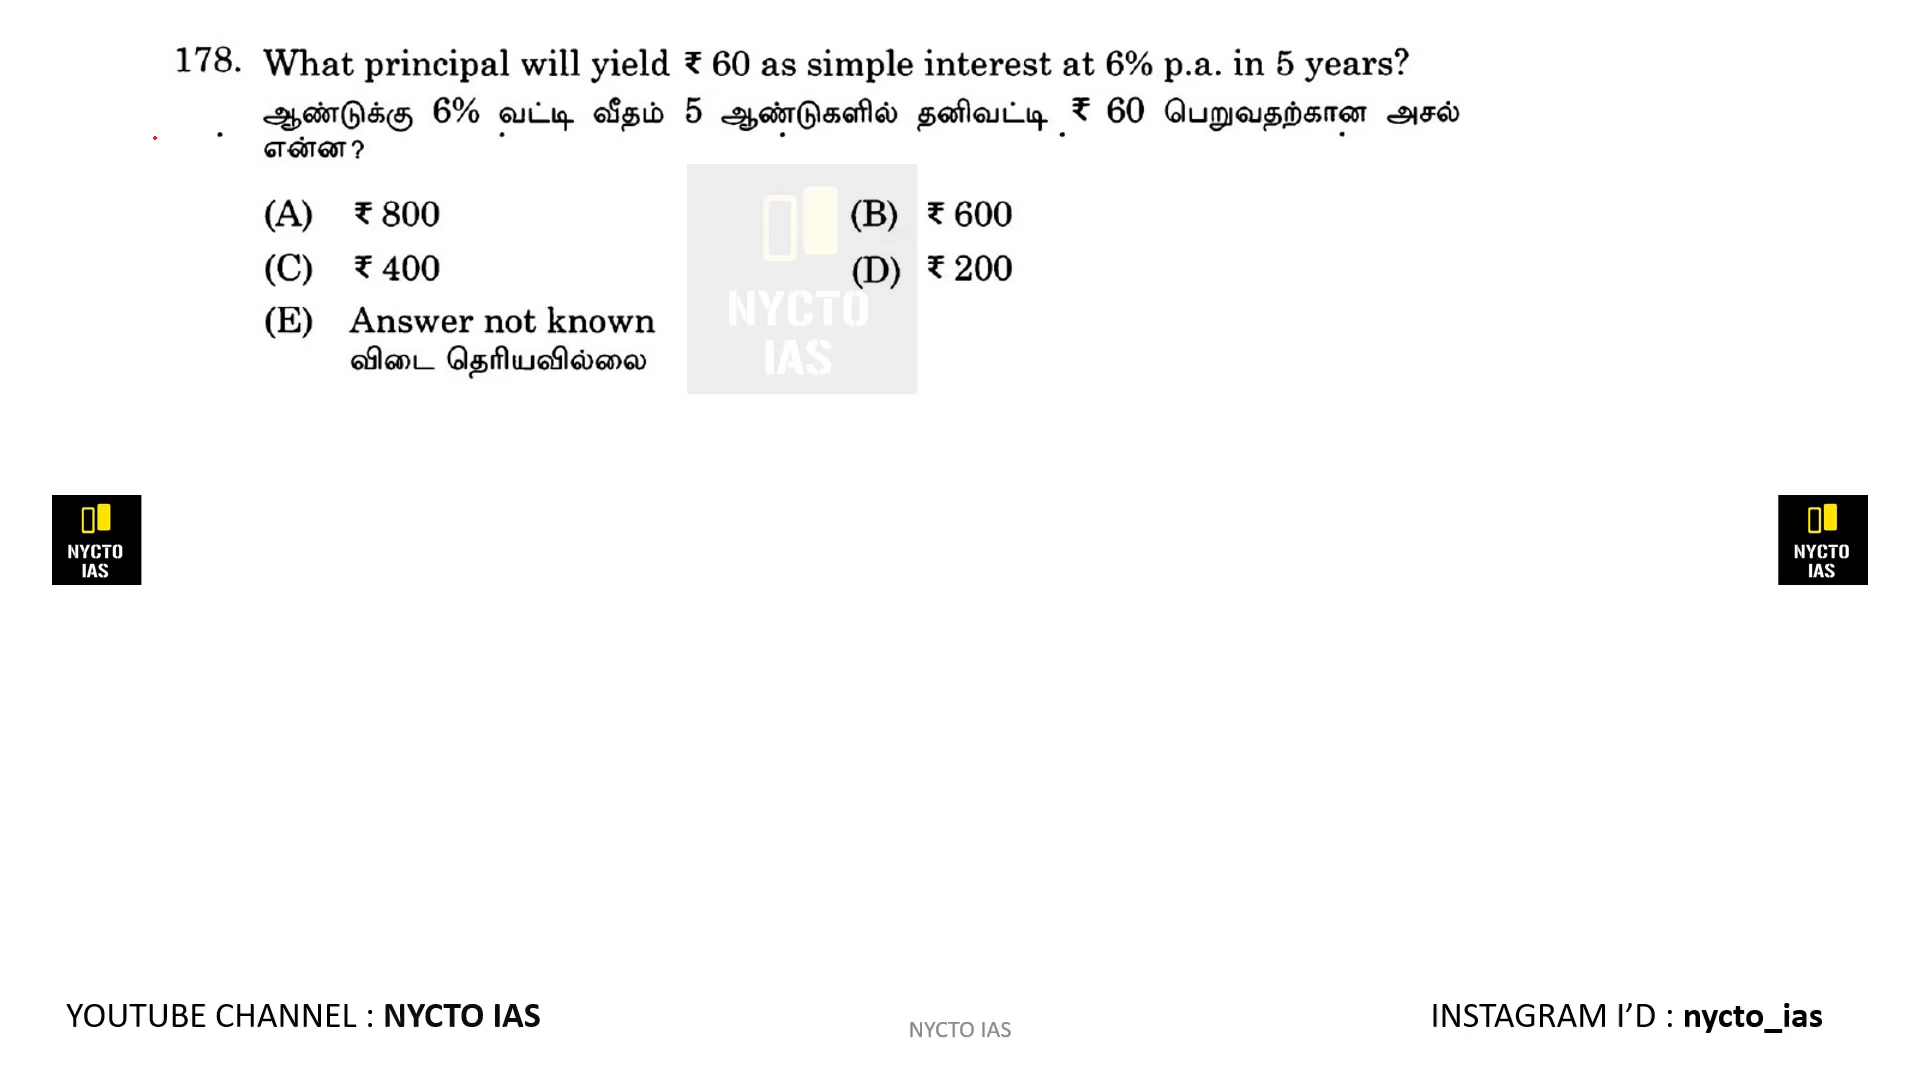 178. What principal will yield ₹ 60 as simple interest at 6% p.a. in 5 years?
ஆண்டுக்கு 6% வட்டி வீதம் 5 ஆண்டுகளில் தனிவட்டி ₹ 60 பெறுவதற்கான அசல்
என்ன?
(A) ₹ 800 (B) ₹ 600
(C) ₹ 400 (D) ₹ 200
(E) Answer not known
விடை தெரியவில்லை
NYCTO
IAS
NYCTO
IAS
NYCTO
IAS
YOUTUBE CHANNEL : NYCTO IAS
NYCTO IAS
INSTAGRAM I’D : nycto_ias